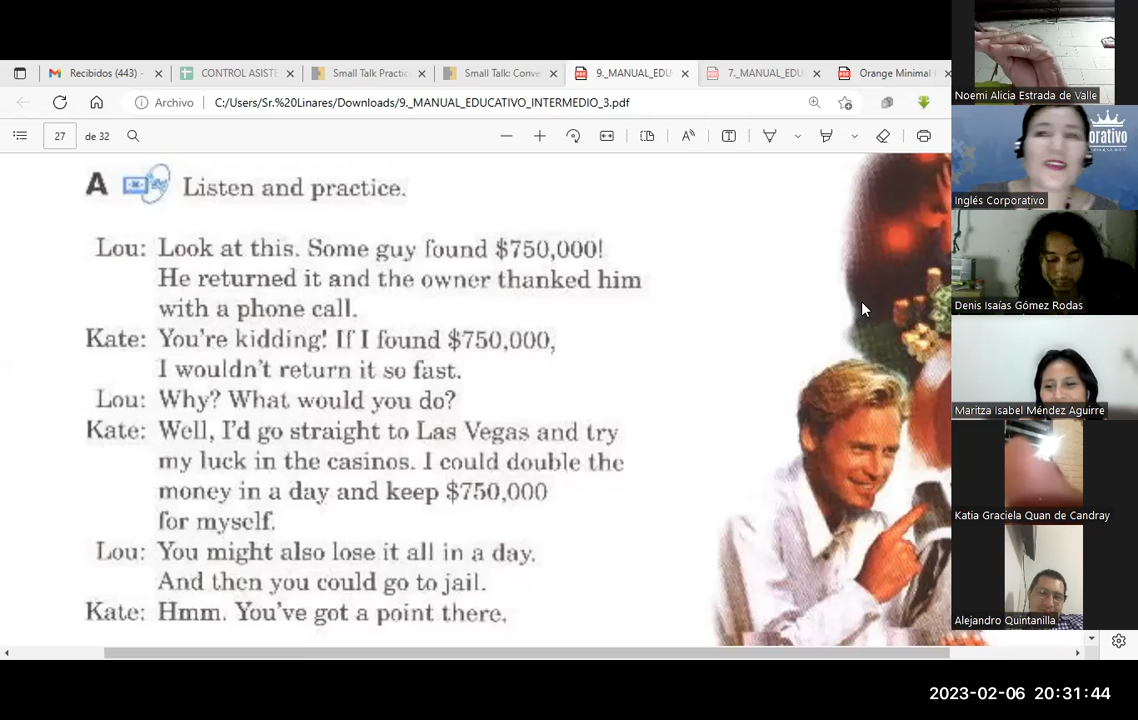 Recibidos (443) -
CONTROL ASIST
Small Talk Practic
Small Talk: Conve
9._MANUAL_EDU
7._MANUAL_EDU
Orange Minimal
Archivo
C:/Users/Sr.%20Linares/Downloads/9._MANUAL_EDUCATIVO_INTERMEDIO_3.pdf
27
de 32
A Listen and practice.
Lou: Look at this. Some guy found $750,000!
He returned it and the owner thanked him
with a phone call.
Kate: You're kidding! If I found $750,000,
I wouldn't return it so fast.
Lou: Why? What would you do?
Kate: Well, I'd go straight to Las Vegas and try
my luck in the casinos. I could double the
money in a day and keep $750,000
for myself.
Lou: You might also lose it all in a day.
And then you could go to jail.
Kate: Hmm. You've got a point there.
Noemi Alicia Estrada de Valle
orativo
Inglés Corporativo
Denis Isaías Gómez Rodas
Maritza Isabel Méndez Aguirre
Katia Graciela Quan de Candray
Alejandro Quintanilla
2023-02-06 20:31:44